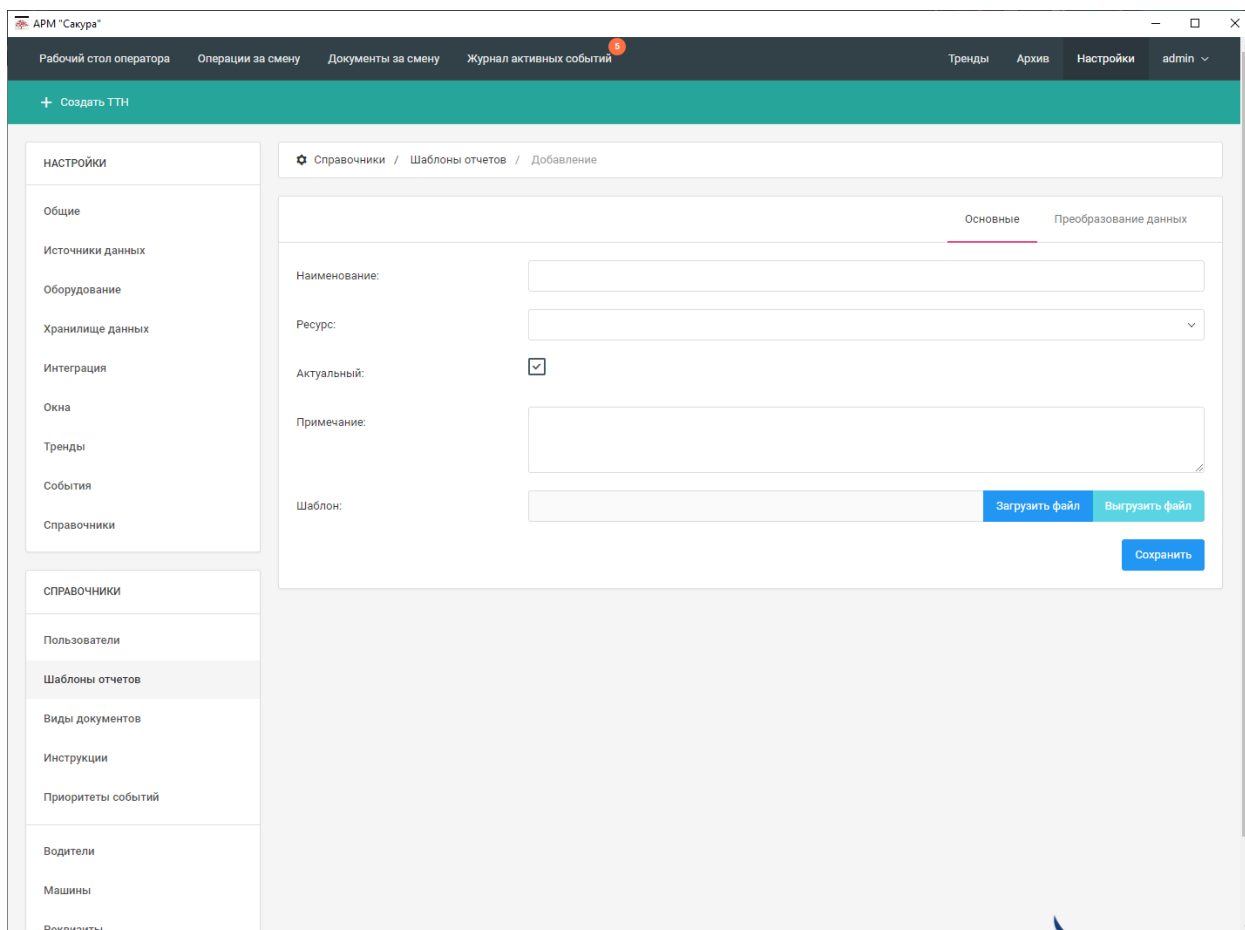 АРМ "Сакура"
Рабочий стол оператора Операции за смену Документы за смену Журнал активных событий 5 Тренды Архив Настройки admin
+ Создать ТТН
НАСТРОЙКИ
Общие
Источники данных
Оборудование
Хранилище данных
Интеграция
Окна
Тренды
События
Справочники
СПРАВОЧНИКИ
Пользователи
Шаблоны отчетов
Виды документов
Инструкции
Приоритеты событий
Водители
Машины
Реквизиты
Справочники / Шаблоны отчетов / Добавление
Основные Преобразование данных
Наименование:
Ресурс:
Актуальный:
Примечание:
Шаблон: Загрузить файл Выгрузить файл
Сохранить